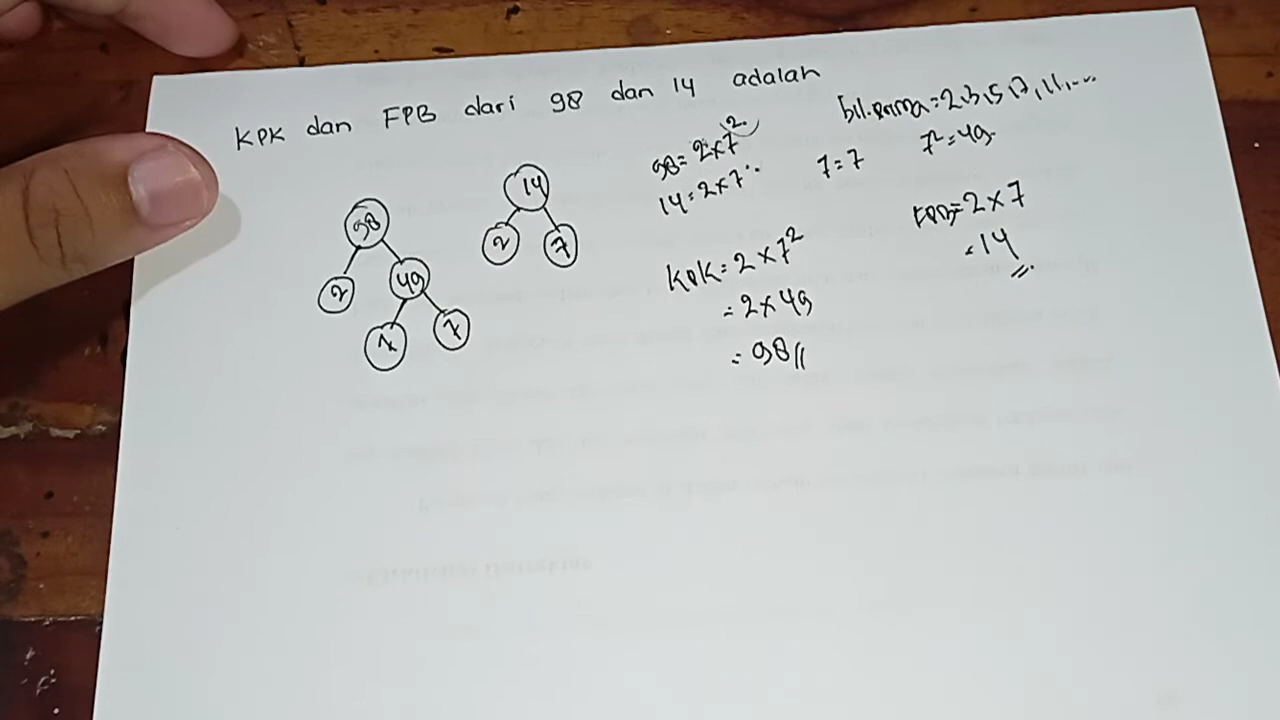 KPK dan FPB dari 98 dan 14 adalah
bil. prima = 2, 3, 5, 7, 11, ...
98 = 2 x 7²
14 = 2 x 7
7 = 7
7² = 49
98
2 49
7 7
14
2 7
KPK = 2 x 7²
= 2 x 49
= 98
FPB = 2 x 7
= 14